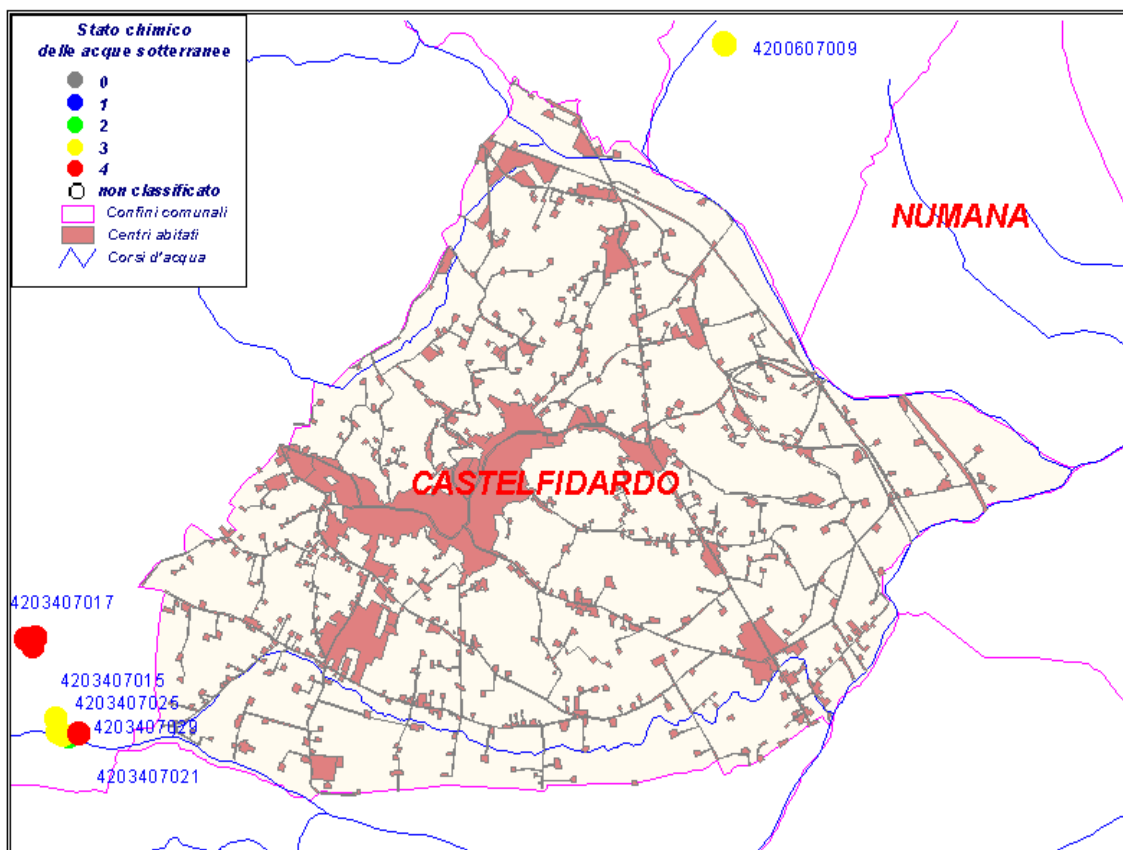 Stato chimico
delle acque sotterranee
0
1
2
3
4
non classificato
Confini comunali
Centri abitati
Corsi d'acqua
4200607009
NUMANA
CASTELFIDARDO
4203407017
4203407015
4203407025
4203407029
4203407021